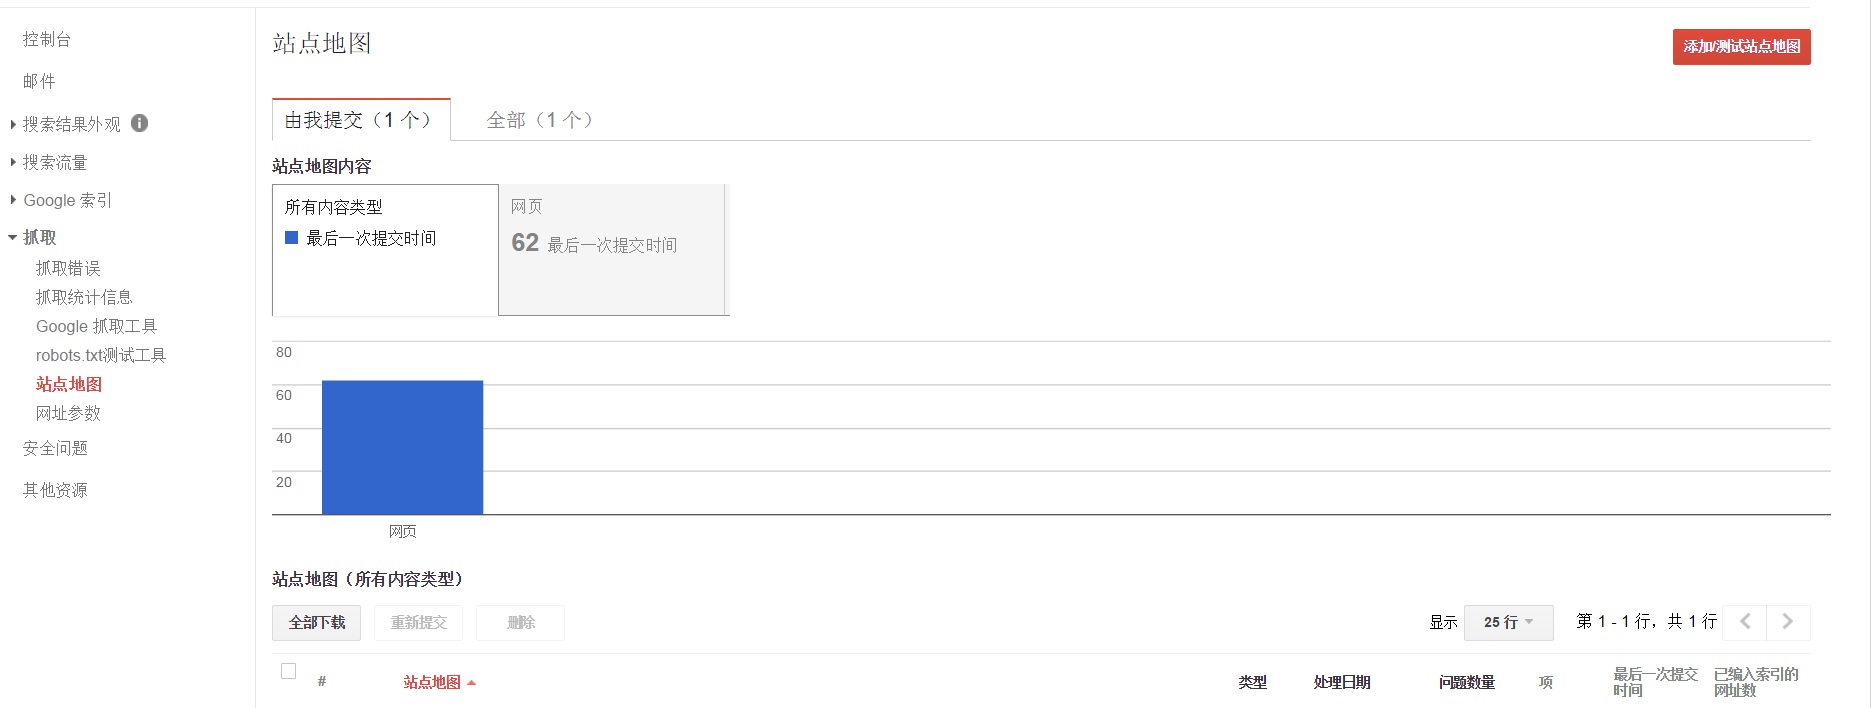 控制台
邮件
搜索结果外观
搜索流量
Google 索引
抓取
抓取错误
抓取统计信息
Google 抓取工具
robots.txt测试工具
站点地图
网址参数
安全问题
其他资源
站点地图
添加/测试站点地图
由我提交（1 个）
全部（1 个）
站点地图内容
所有内容类型
最后一次提交时间
网页
62 最后一次提交时间
80
60
40
20
网页
站点地图（所有内容类型）
全部下载
重新提交
删除
显示
25 行
第 1 - 1 行，共 1 行
#
站点地图
类型
处理日期
问题数量
项
最后一次提交
时间
已编入索引的
网址数